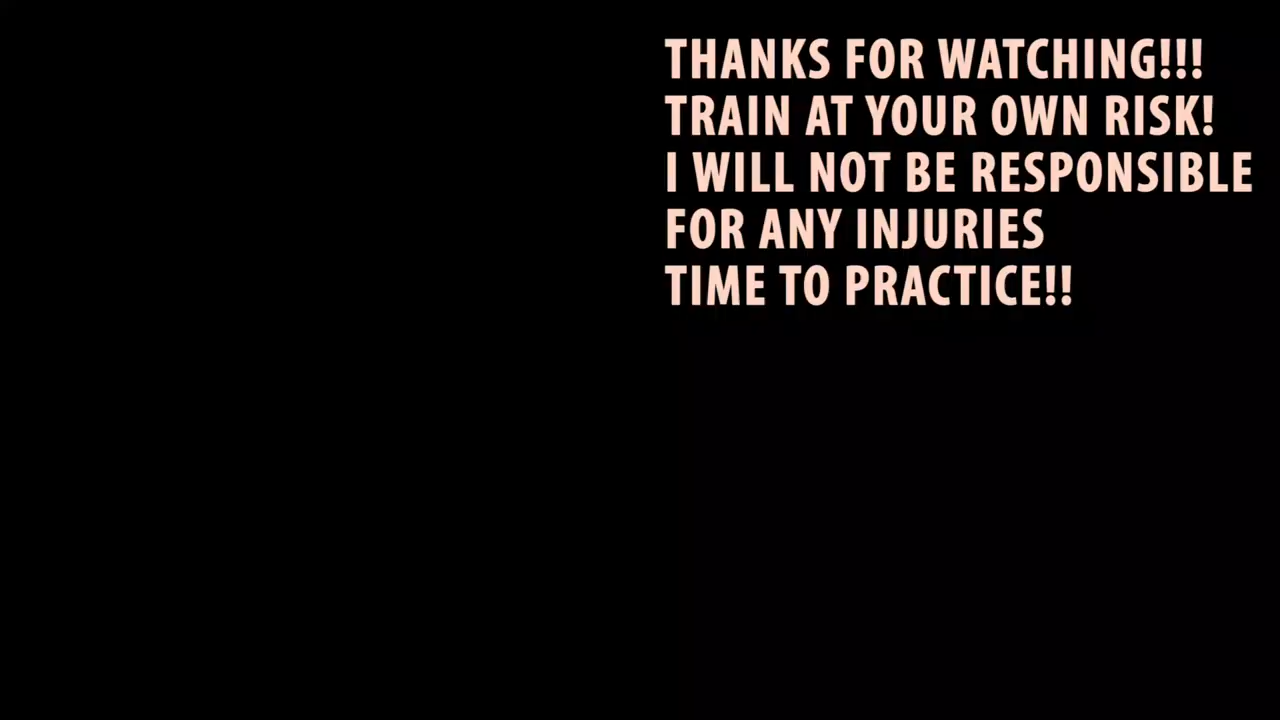 THANKS FOR WATCHING!!!
TRAIN AT YOUR OWN RISK!
I WILL NOT BE RESPONSIBLE
FOR ANY INJURIES
TIME TO PRACTICE!!